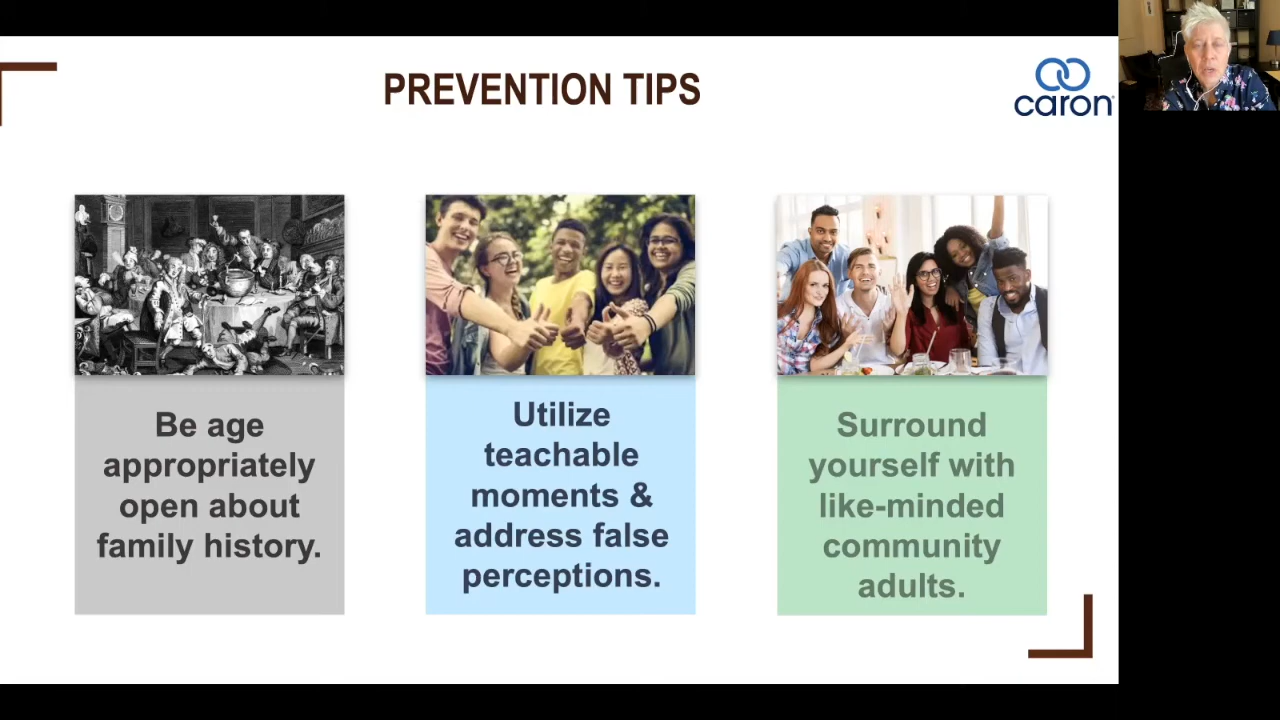 PREVENTION TIPS
caron
Be age
appropriately
open about
family history.
Utilize
teachable
moments &
address false
perceptions.
Surround
yourself with
like-minded
community
adults.